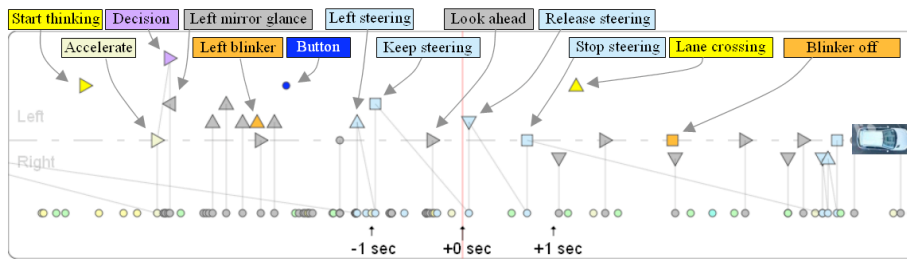 Start thinking
Decision
Left mirror glance
Left steering
Look ahead
Release steering
Accelerate
Left blinker
Button
Keep steering
Stop steering
Lane crossing
Blinker off
Left
Right
-1 sec
+0 sec
+1 sec